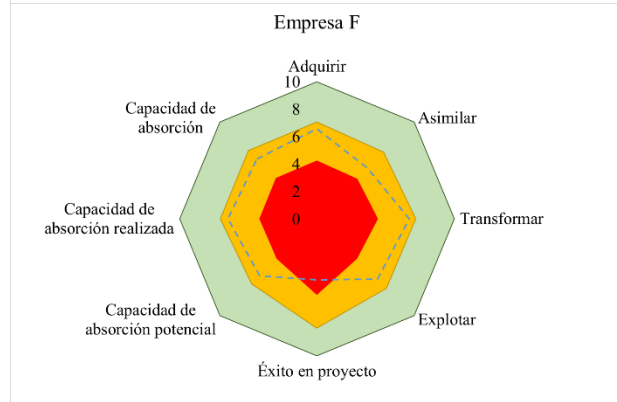 Empresa F
Adquirir
10
8
6
4
2
0
Asimilar
Transformar
Explotar
Éxito en proyecto
Capacidad de
absorción potencial
Capacidad de
absorción realizada
Capacidad de
absorción